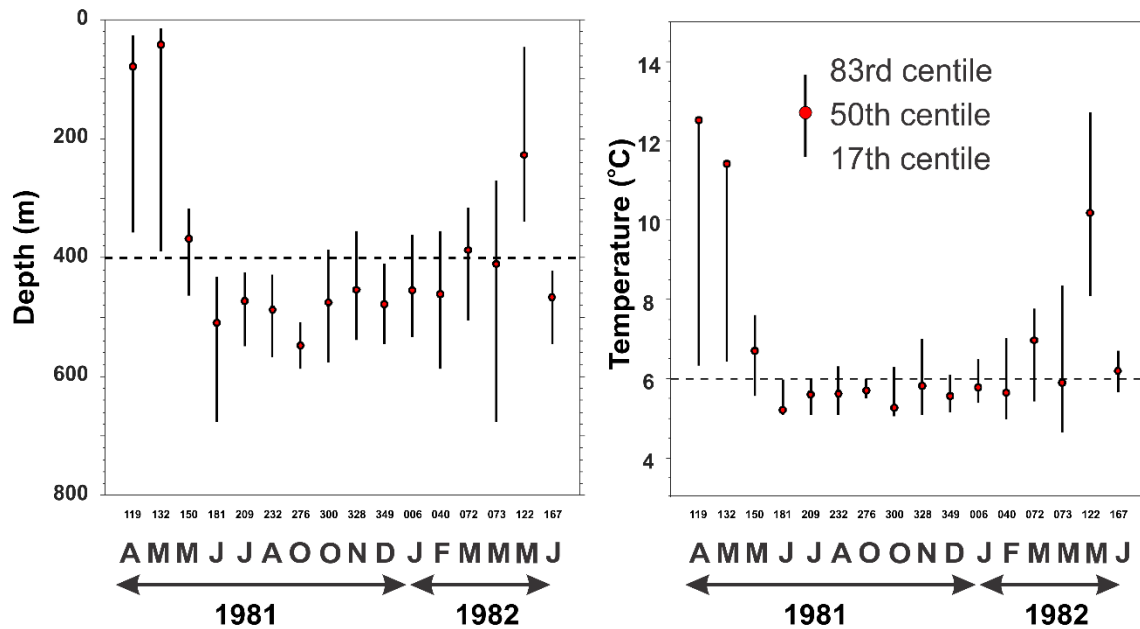 Depth (m)
0
200
400
600
800
119 132 150 181 209 232 276 300 328 349 006 040 072 073 122 167
A M M J J A O O N D J F M M M J
1981 1982
Temperature (°C)
14
12
10
8
6
4
83rd centile
50th centile
17th centile
119 132 150 181 209 232 276 300 328 349 006 040 072 073 122 167
A M M J J A O O N D J F M M M J
1981 1982